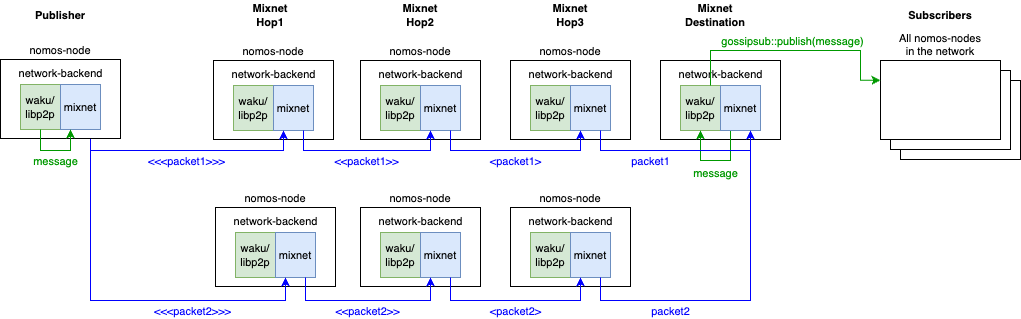 Publisher
Mixnet
Hop1
Mixnet
Hop2
Mixnet
Hop3
Mixnet
Destination
Subscribers
nomos-node
nomos-node
nomos-node
nomos-node
nomos-node
All nomos-nodes
in the network
gossipsub::publish(message)
network-backend
waku/
libp2p
mixnet
network-backend
waku/
libp2p
mixnet
network-backend
waku/
libp2p
mixnet
network-backend
waku/
libp2p
mixnet
network-backend
waku/
libp2p
mixnet
message
<<<packet1>>>
<<packet1>>
<packet1>
packet1
message
nomos-node
network-backend
waku/
libp2p
mixnet
nomos-node
network-backend
waku/
libp2p
mixnet
nomos-node
network-backend
waku/
libp2p
mixnet
<<<packet2>>>
<<packet2>>
<packet2>
packet2